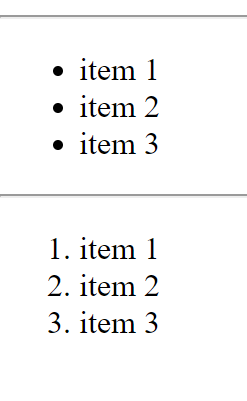 • item 1
• item 2
• item 3
1. item 1
2. item 2
3. item 3